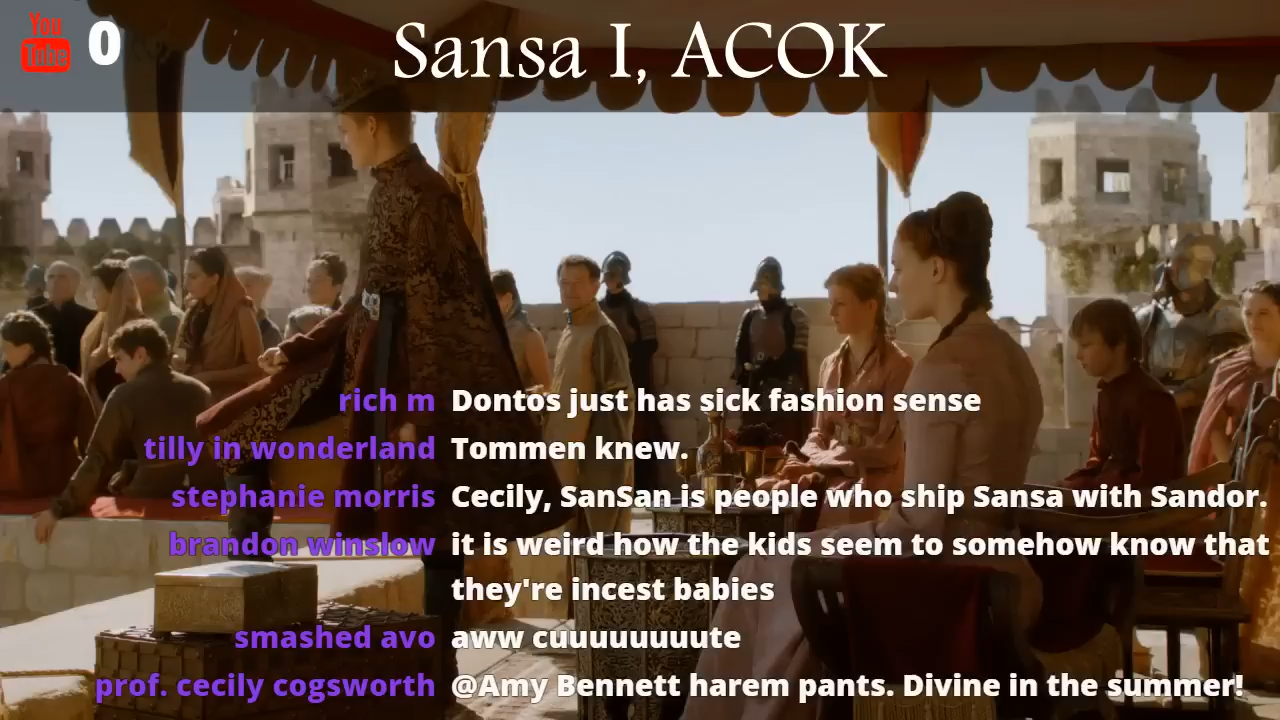 You
Tube 0
Sansa I, ACOK
rich m Dontos just has sick fashion sense
tilly in wonderland Tommen knew.
stephanie morris Cecily, SanSan is people who ship Sansa with Sandor.
brandon winslow it is weird how the kids seem to somehow know that
they're incest babies
smashed avo aww cuuuuuuuute
prof. cecily cogsworth @Amy Bennett harem pants. Divine in the summer!